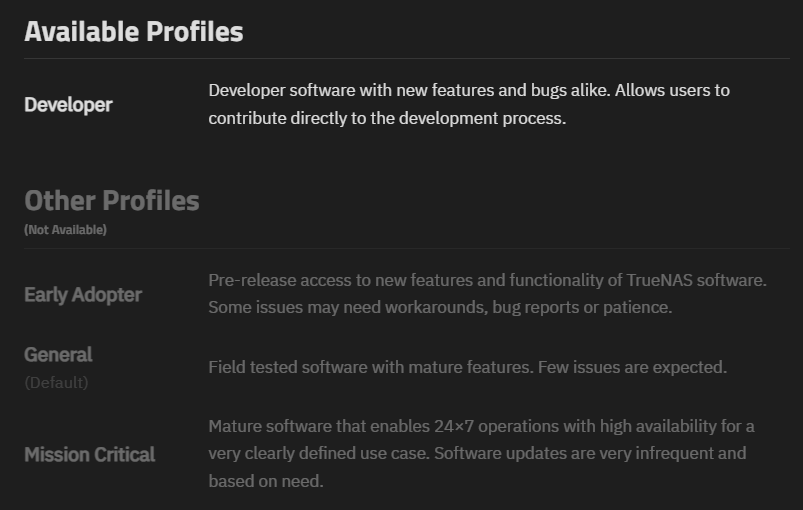 Available Profiles
Developer
Developer software with new features and bugs alike. Allows users to
contribute directly to the development process.
Other Profiles
(Not Available)
Early Adopter
Pre-release access to new features and functionality of TrueNAS software.
Some issues may need workarounds, bug reports or patience.
General
(Default)
Field tested software with mature features. Few issues are expected.
Mission Critical
Mature software that enables 24×7 operations with high availability for a
very clearly defined use case. Software updates are very infrequent and
based on need.